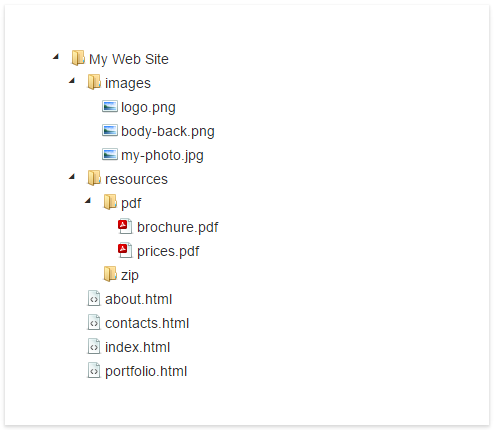 My Web Site
images
logo.png
body-back.png
my-photo.jpg
resources
pdf
brochure.pdf
prices.pdf
zip
about.html
contacts.html
index.html
portfolio.html